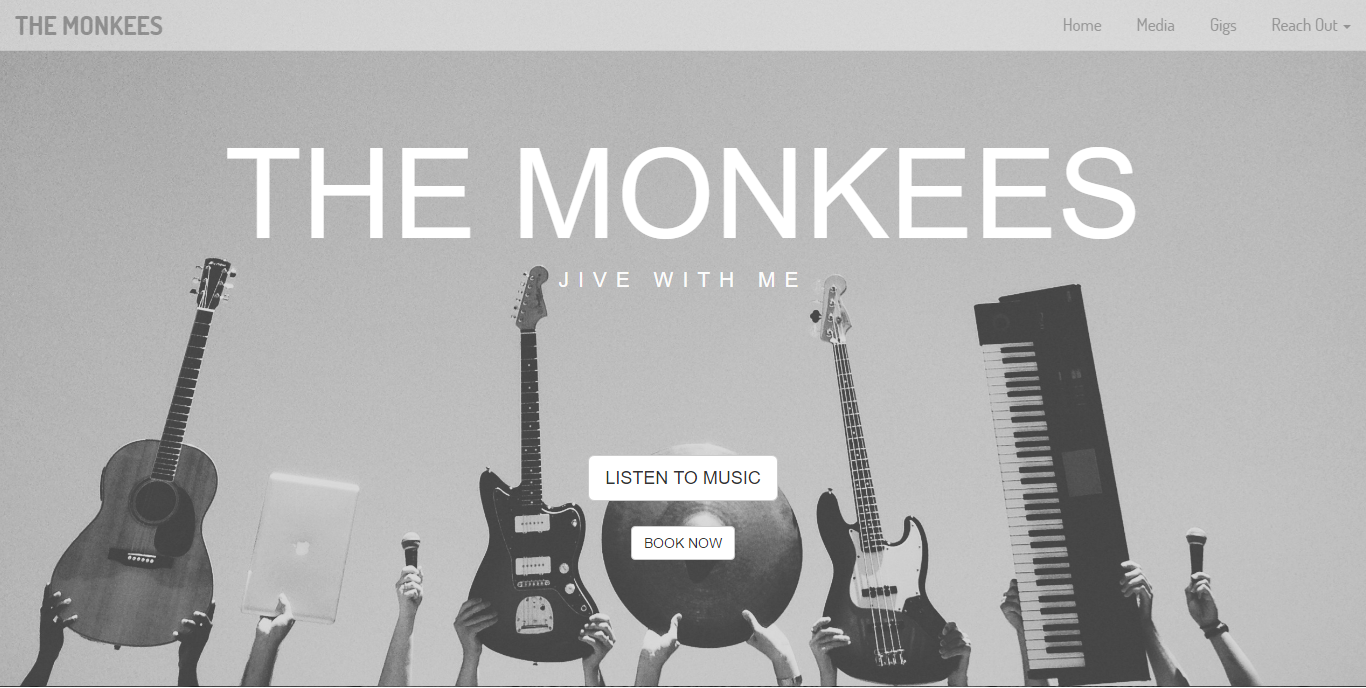 THE MONKEES
Home Media Gigs Reach Out
THE MONKEES
JIVE WITH ME
LISTEN TO MUSIC
BOOK NOW